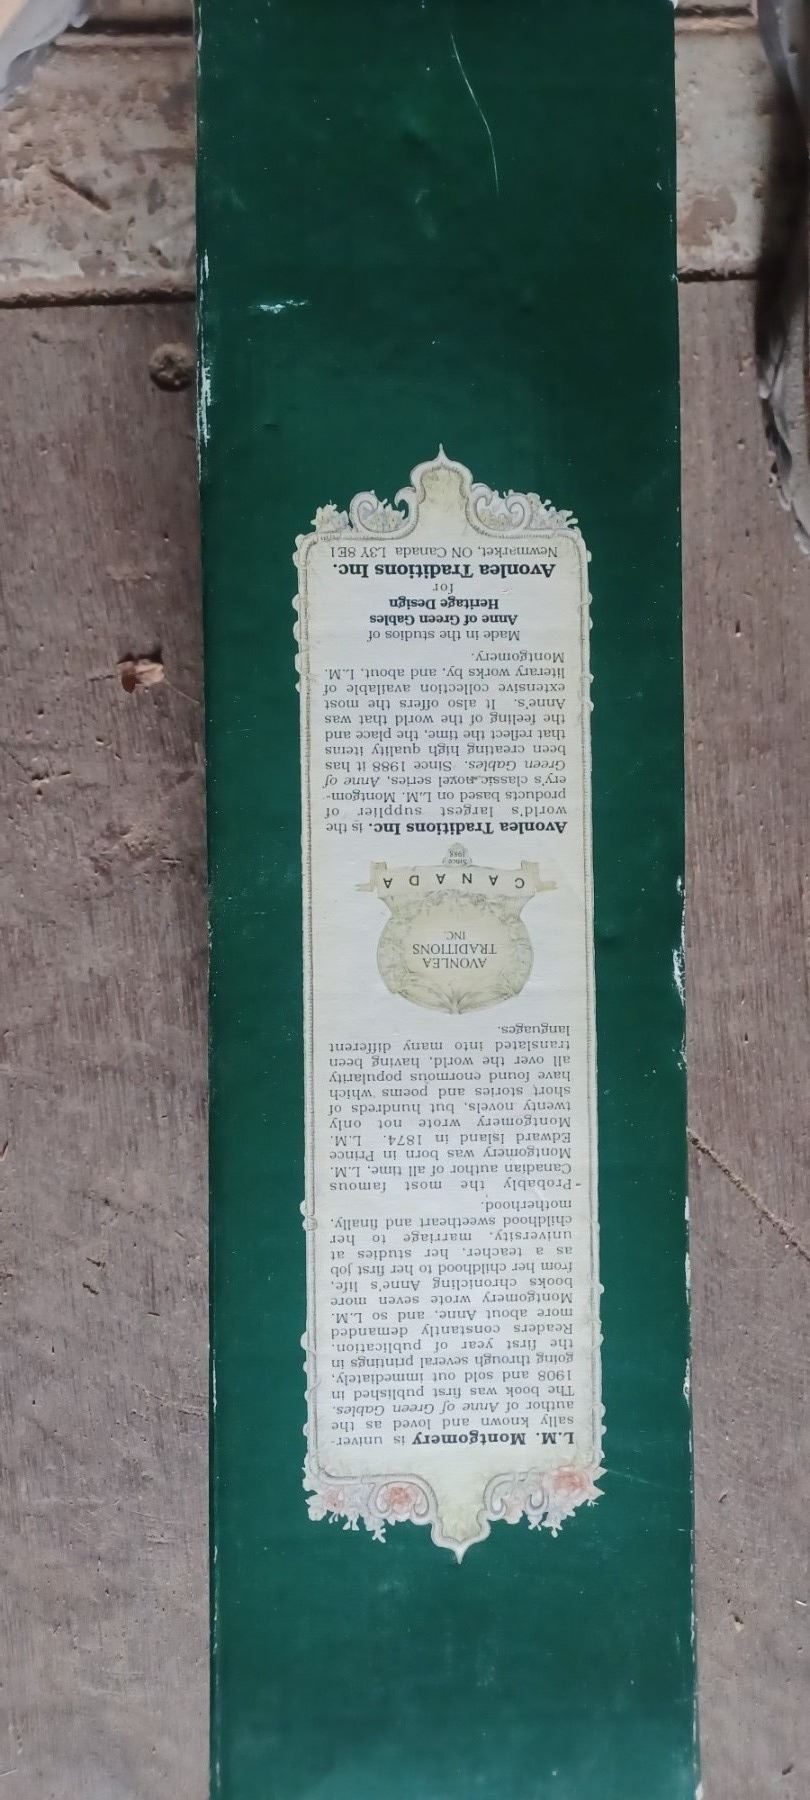 L.M. Montgomery is univer-
sally known and loved as the
author of Anne of Green Gables.
The book was first published in
1908 and sold out immediately,
going through several printings in
the first year of publication.
Readers constantly demanded
more about Anne, and so L.M.
Montgomery wrote seven more
books chronicling Anne's life,
from her childhood to her first job
as a teacher, her studies at
university, marriage to her
childhood sweetheart and finally,
motherhood.
Probably the most famous
Canadian author of all time, L.M.
Montgomery was born in Prince
Edward Island in 1874. L.M.
Montgomery wrote not only
twenty novels, but hundreds of
short stories and poems which
have found enormous popularity
all over the world, having been
translated into many different
languages.
AVONLEA
TRADITIONS
INC.
CANADA
Since
1988
Avonlea Traditions Inc. is the
world's largest supplier of
products based on L.M. Montgom-
ery's classic novel series, Anne of
Green Gables. Since 1988 it has
been creating high quality items
that reflect the time, the place and
the feeling of the world that was
Anne's. It also offers the most
extensive collection available of
literary works by, and about, L.M.
Montgomery.
Made in the studios of
Anne of Green Gables
Heritage Design
for
Avonlea Traditions Inc.
Newmarket, ON Canada L3Y 8E1